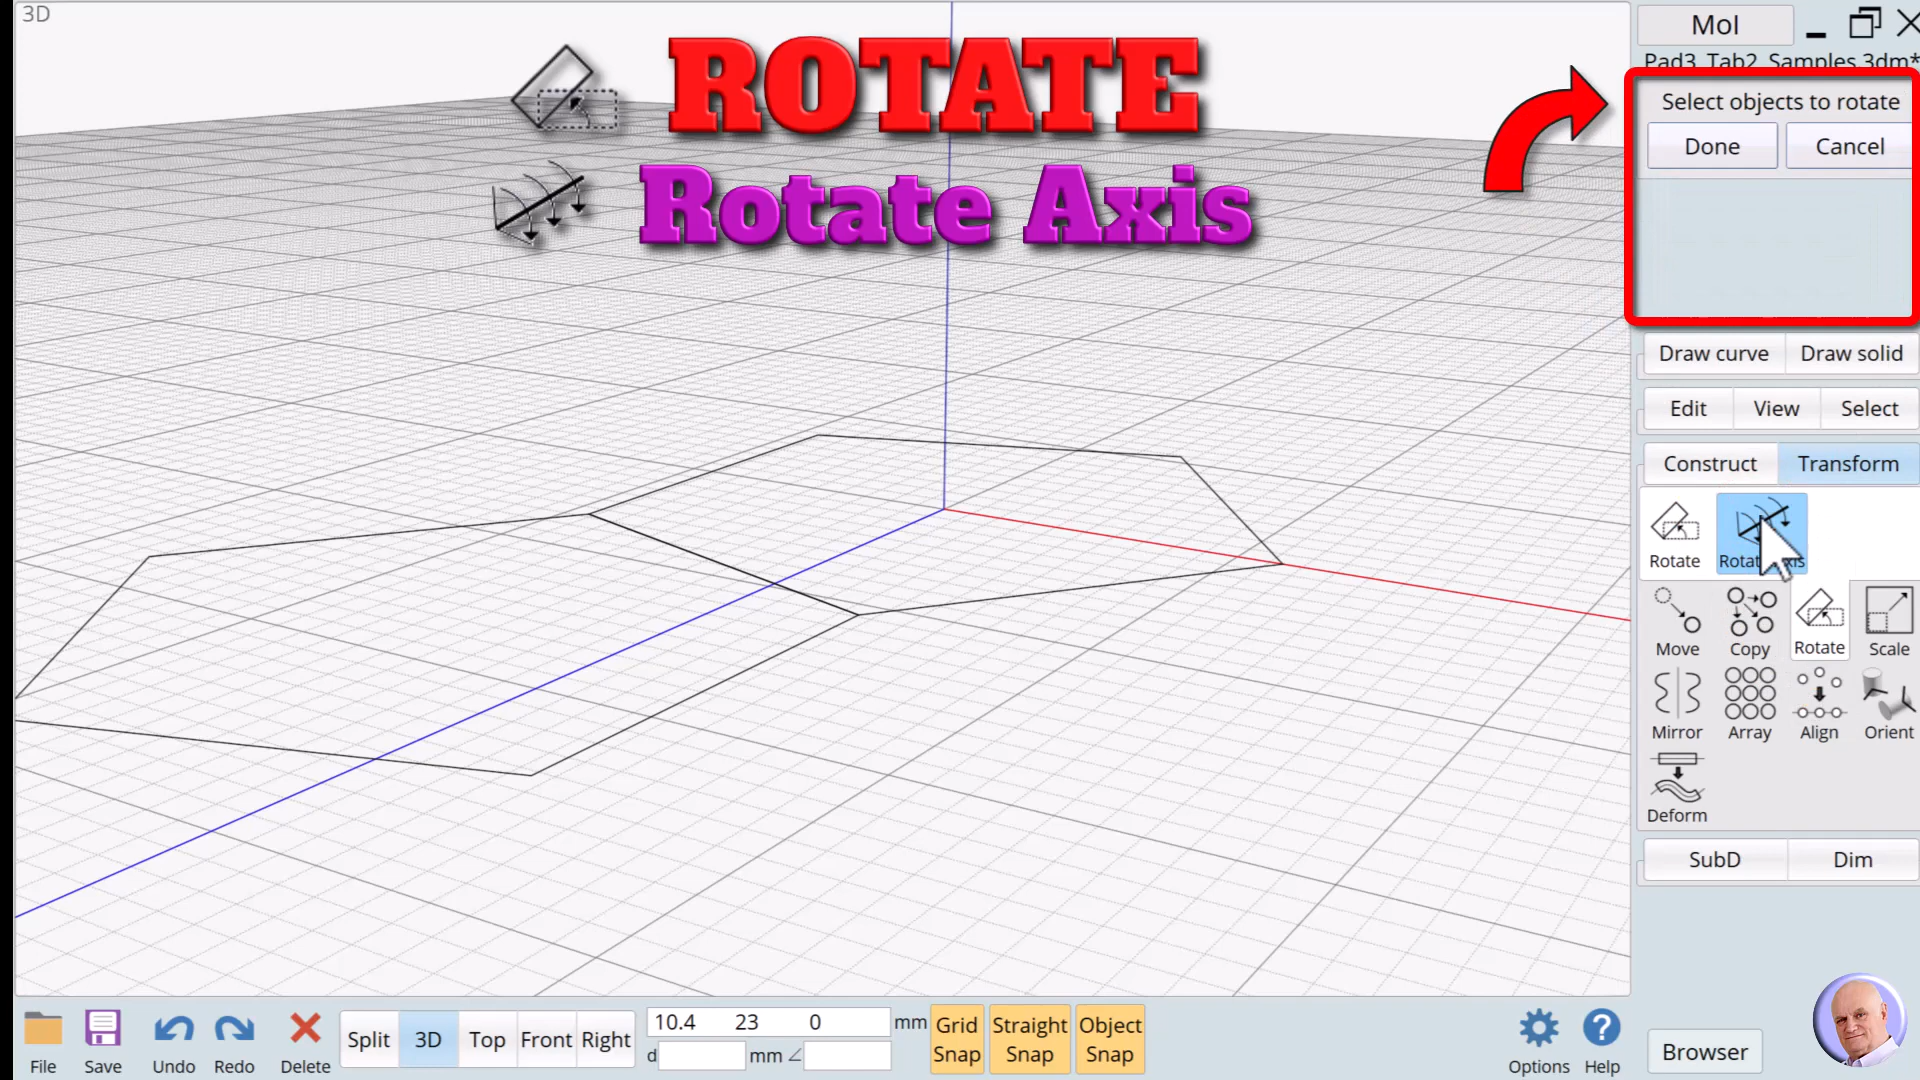 3D
ROTATE
Rotate Axis
MoI
Pad3_Tab2_Samples.3dm*
Select objects to rotate
Done
Cancel
Draw curve
Draw solid
Edit
View
Select
Construct
Transform
Rotate
Move
Copy
Rotate
Scale
Mirror
Array
Align
Orient
Deform
SubD
Dim
File
Save
Undo
Redo
Delete
Split
3D
Top
Front
Right
10.4 23 0 mm
d mm
Grid
Snap
Straight
Snap
Object
Snap
Options
Help
Browser